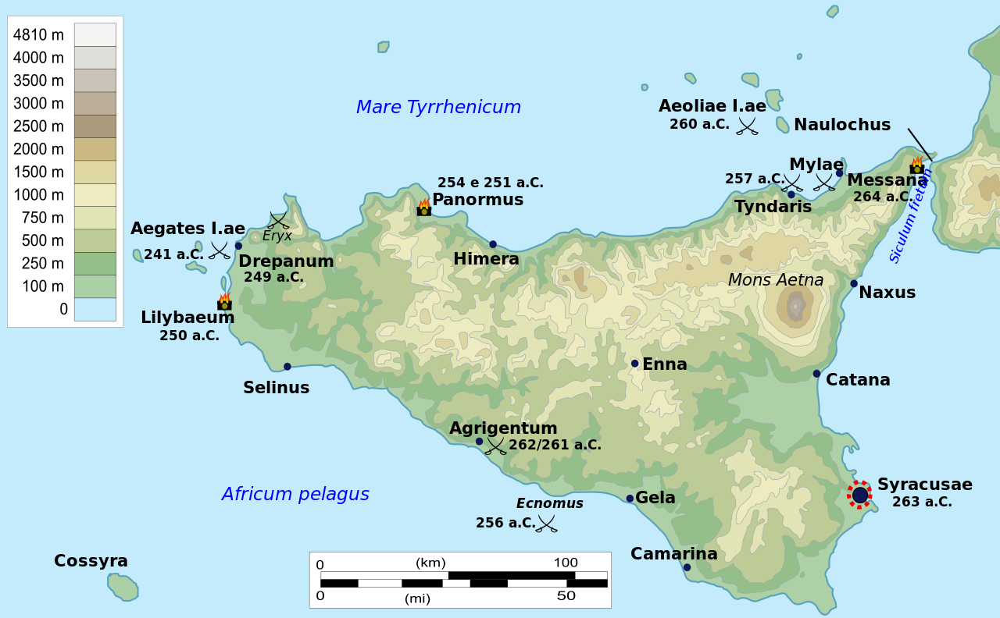 4810 m
4000 m
3500 m
3000 m
2500 m
2000 m
1500 m
1000 m
750 m
500 m
250 m
100 m
0
Mare Tyrrhenicum
Aeoliae I.ae
260 a.C.
Naulochus
Mylae
257 a.C.
Messana
264 a.C.
Tyndaris
Siculum fretum
254 e 251 a.C.
Panormus
Himera
Eryx
Aegates I.ae
241 a.C.
Drepanum
249 a.C.
Lilybaeum
250 a.C.
Selinus
Mons Aetna
Naxus
Enna
Catana
Agrigentum
262/261 a.C.
Africum pelagus
Syracusae
263 a.C.
Gela
Ecnomus
256 a.C.
Camarina
Cossyra
0 (km) 100
0 (mi) 50